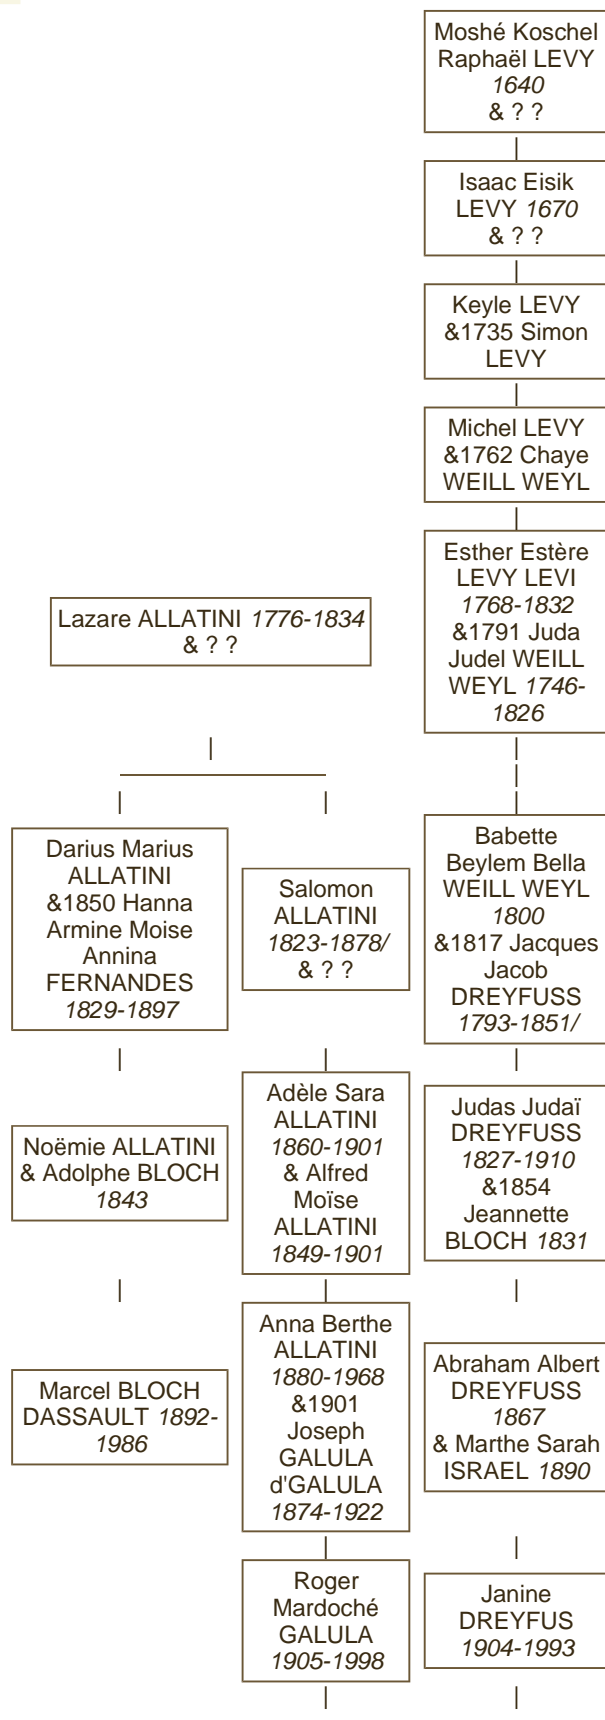 Moshé Koschel
Raphaël LEVY
1640
& ? ?
Isaac Eisik
LEVY 1670
& ? ?
Keyle LEVY
&1735 Simon
LEVY
Michel LEVY
&1762 Chaye
WEILL WEYL
Lazare ALLATINI 1776-1834
& ? ?
Esther Estère
LEVY LEVI
1768-1832
&1791 Juda
Judel WEILL
WEYL 1746-
1826
Darius Marius
ALLATINI
&1850 Hanna
Armine Moise
Annina
FERNANDES
1829-1897
Salomon
ALLATINI
1823-1878/
& ? ?
Babette
Beylem Bella
WEILL WEYL
1800
&1817 Jacques
Jacob
DREYFUSS
1793-1851/
Noëmie ALLATINI
& Adolphe BLOCH
1843
Adèle Sara
ALLATINI
1860-1901
& Alfred
Moïse
ALLATINI
1849-1901
Judas Judaï
DREYFUSS
1827-1910
&1854
Jeannette
BLOCH 1831
Marcel BLOCH
DASSAULT 1892-
1986
Anna Berthe
ALLATINI
1880-1968
&1901
Joseph
GALULA
d'GALULA
1874-1922
Abraham Albert
DREYFUSS
1867
& Marthe Sarah
ISRAEL 1890
Roger
Mardoché
GALULA
1905-1998
Janine
DREYFUS
1904-1993